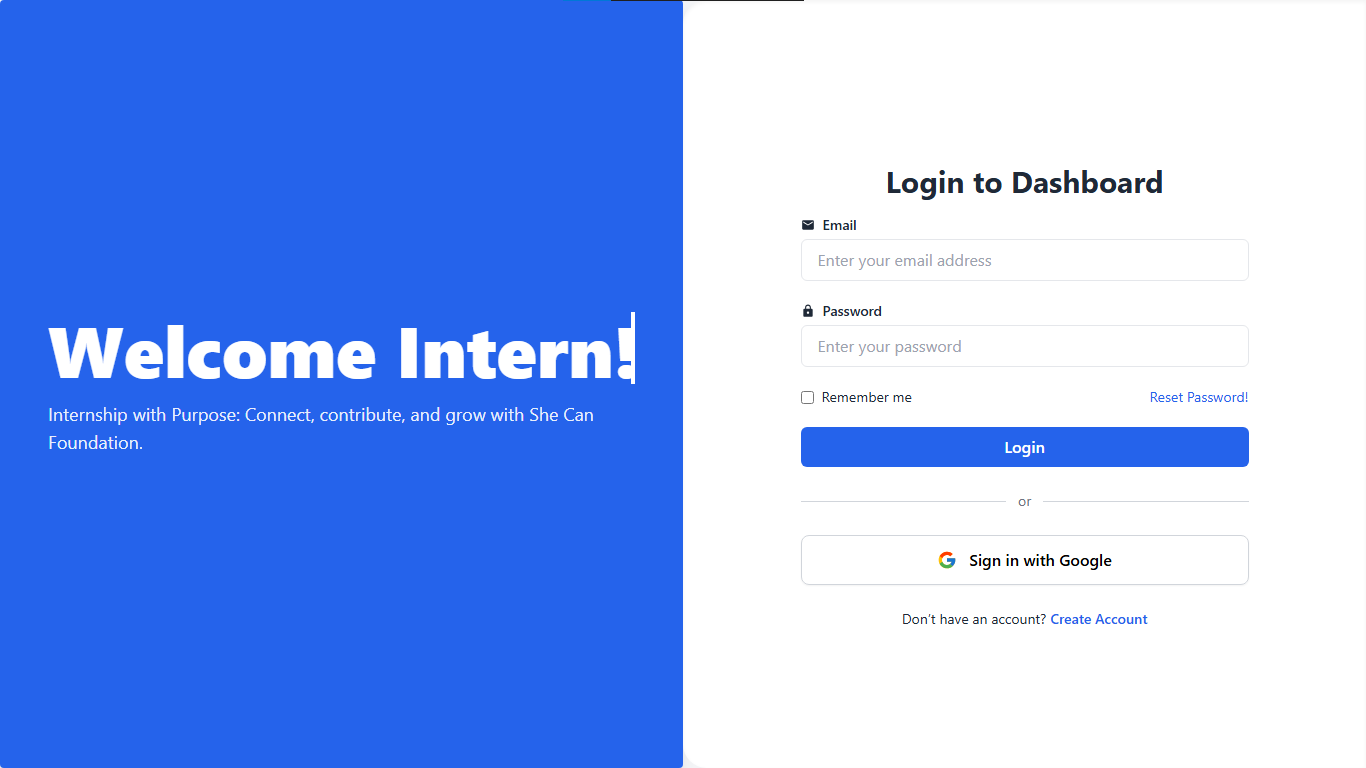 Welcome Intern!
Internship with Purpose: Connect, contribute, and grow with She Can
Foundation.
Login to Dashboard
Email
Enter your email address
Password
Enter your password
Remember me
Reset Password!
Login
or
Sign in with Google
Don't have an account? Create Account